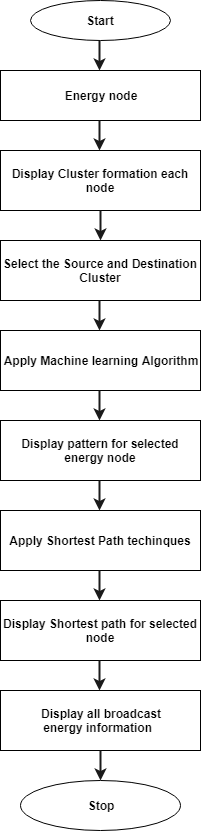 Start
Energy node
Display Cluster formation each
node
Select the Source and Destination
Cluster
Apply Machine learning Algorithm
Display pattern for selected
energy node
Apply Shortest Path techinques
Display Shortest path for selected
node
Display all broadcast
energy information
Stop